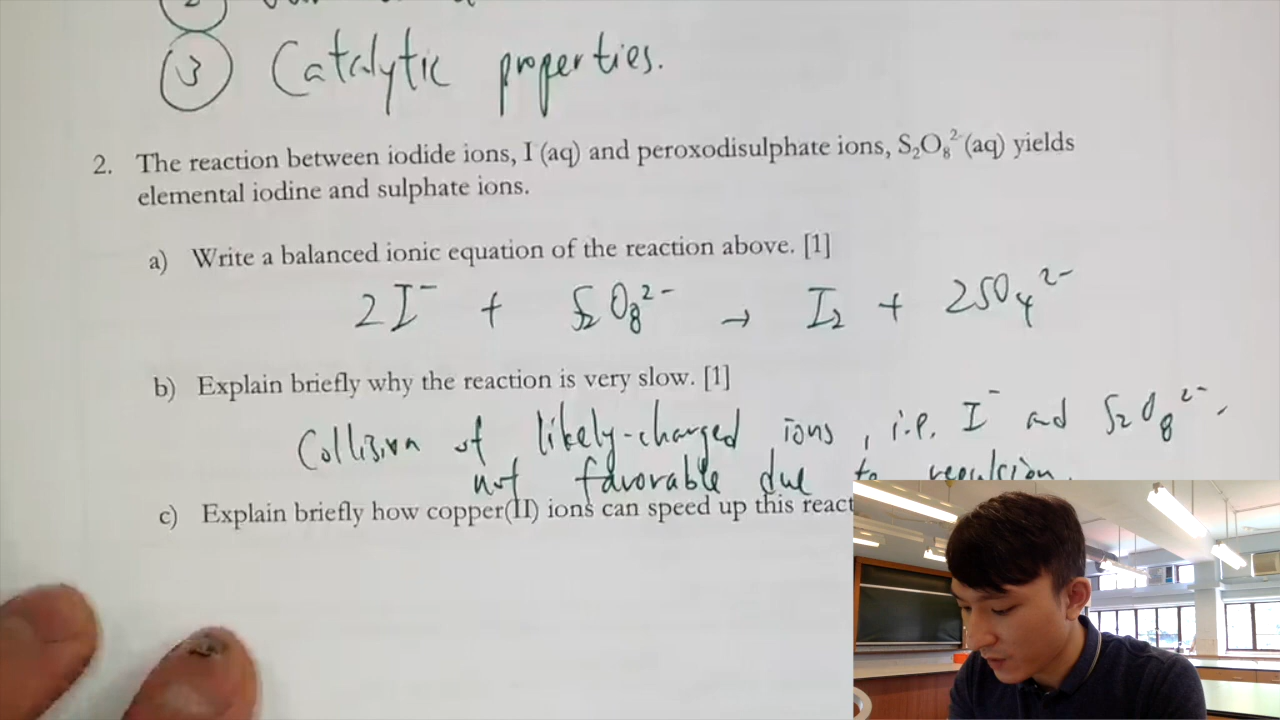 ③ Catalytic properties.
2. The reaction between iodide ions, I (aq) and peroxodisulphate ions, S₂O₈²⁻ (aq) yields
elemental iodine and sulphate ions.
a) Write a balanced ionic equation of the reaction above. [1]
2I⁻ + S₂O₈²⁻ → I₂ + 2SO₄²⁻
b) Explain briefly why the reaction is very slow. [1]
Collision of likely-charged ions, i.e. I⁻ and S₂O₈²⁻,
not favorable due to repulsion.
c) Explain briefly how copper(II) ions can speed up this react